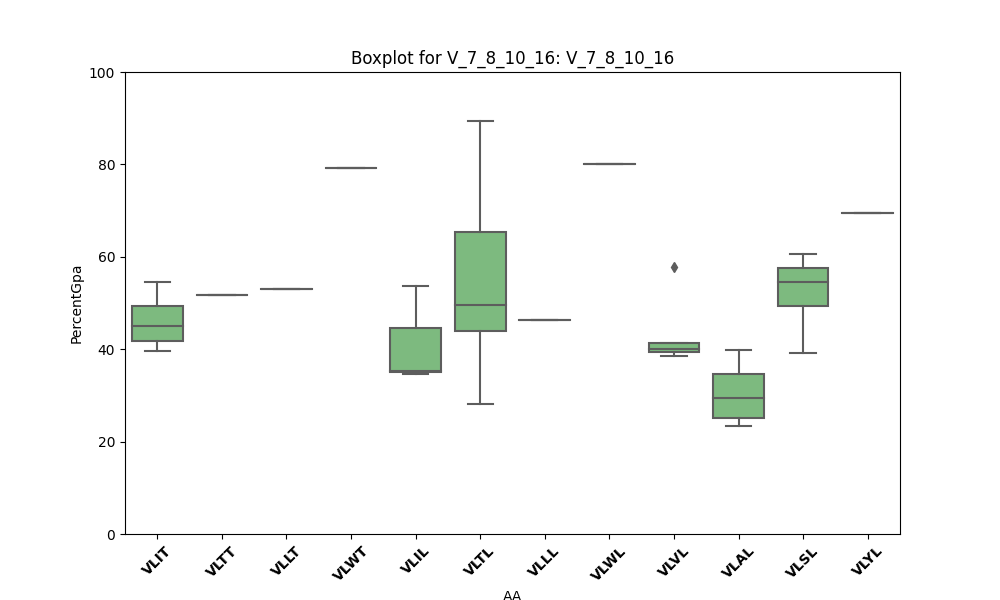 Boxplot for V_7_8_10_16: V_7_8_10_16
100
80
60
40
20
0
PercentGpa
VLIT
VLTT
VLLT
VLWT
VLIL
VLTL
VLLL
VLWL
VLVL
VLAL
VLSL
VLYL
AA